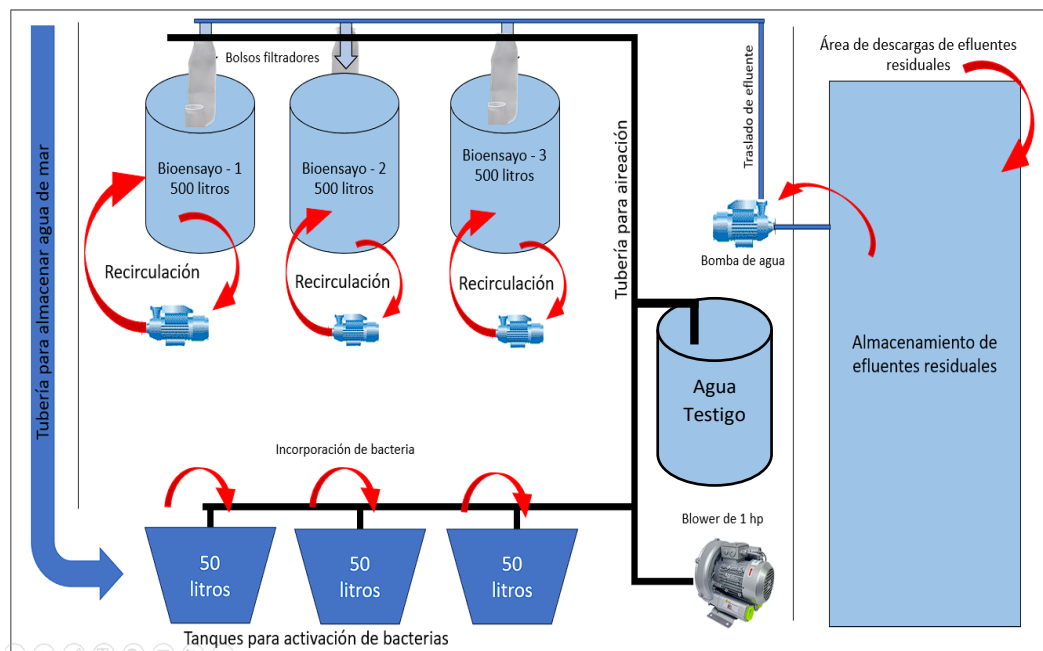 Tubería para almacenar agua de mar
Bolsos filtradores
Bioensayo - 1
500 litros
Bioensayo - 2
500 litros
Bioensayo - 3
500 litros
Recirculación
Recirculación
Recirculación
Tubería para aireación
Traslado de efluente
Bomba de agua
Área de descargas de efluentes
residuales
Almacenamiento de
efluentes residuales
Agua
Testigo
Incorporación de bacteria
Blower de 1 hp
50
litros
50
litros
50
litros
Tanques para activación de bacterias